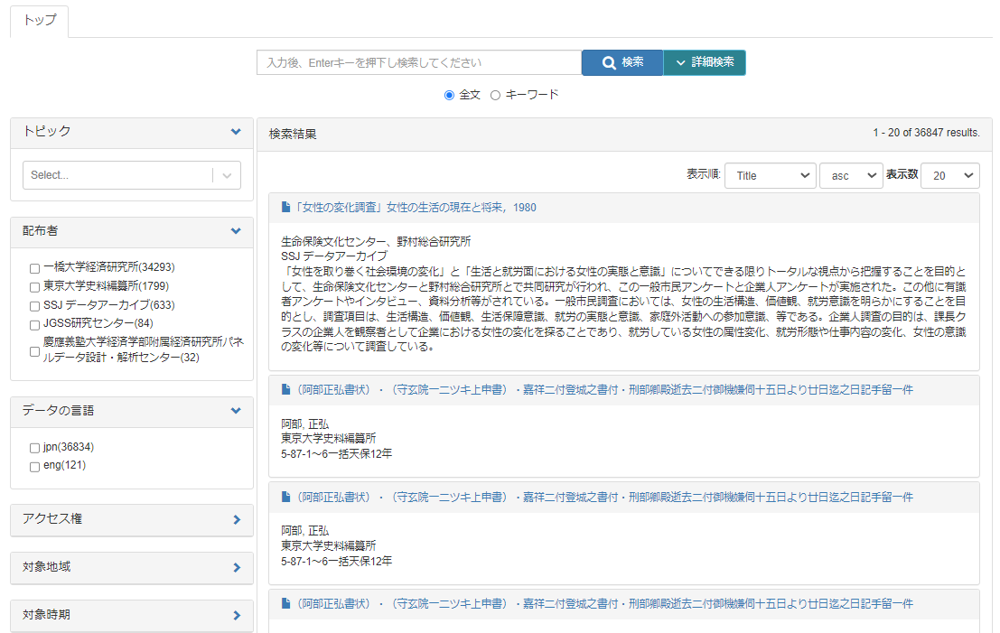 トップ
入力後、Enterキーを押下し検索してください
検索
詳細検索
全文
キーワード
トピック
Select...
配布者
一橋大学経済研究所(34293)
東京大学史料編纂所(1799)
SSJ データアーカイブ(633)
JGSS研究センター(84)
慶應義塾大学経済学部附属経済研究所パネ
ルデータ設計・解析センター(32)
データの言語
jpn(36834)
eng(121)
アクセス権
対象地域
対象時期
検索結果
1 - 20 of 36847 results.
表示順:
Title
asc
表示数
20
「女性の変化調査」女性の生活の現在と将来，1980
生命保険文化センター、野村総合研究所
SSJ データアーカイブ
「女性を取り巻く社会環境の変化」と「生活と就労面における女性の実態と意識」についてできる限りトータルな視点から把握することを目的と
して、生命保険文化センターと野村総合研究所とで共同研究が行われ、この一般市民アンケートと企業人アンケートが実施された。この他に有識
者アンケートやインタビュー、資料分析等がされている。一般市民調査においては、女性の生活構造、価値観、就労意識を明らかにすることを目
的とし、調査項目は、生活構造、価値観、生活保障意識、就労の実態と意識、家庭外活動への参加意識、等である。企業人調査の目的は、課長ク
ラスの企業人を観察者として企業における女性の変化を探ることであり、就労している女性の属性変化、就労形態や仕事内容の変化、女性の意識
の変化等について調査している。
（阿部正弘書状）・（守玄院一ニツキ上申書）・嘉祥二付登城之書付・刑部卿殿逝去二付御機嫌伺十五日より廿日迄之日記手留一件
阿部, 正弘
東京大学史料編纂所
5-87-1～6一括天保12年
（阿部正弘書状）・（守玄院一ニツキ上申書）・嘉祥二付登城之書付・刑部卿殿逝去二付御機嫌伺十五日より廿日迄之日記手留一件
阿部, 正弘
東京大学史料編纂所
5-87-1～6一括天保12年
（阿部正弘書状）・（守玄院一ニツキ上申書）・嘉祥二付登城之書付・刑部卿殿逝去二付御機嫌伺十五日より廿日迄之日記手留一件